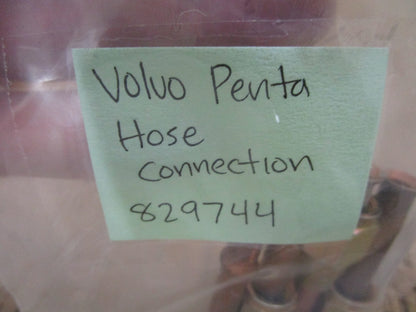 Volvo Penta
Hose
connection
829744